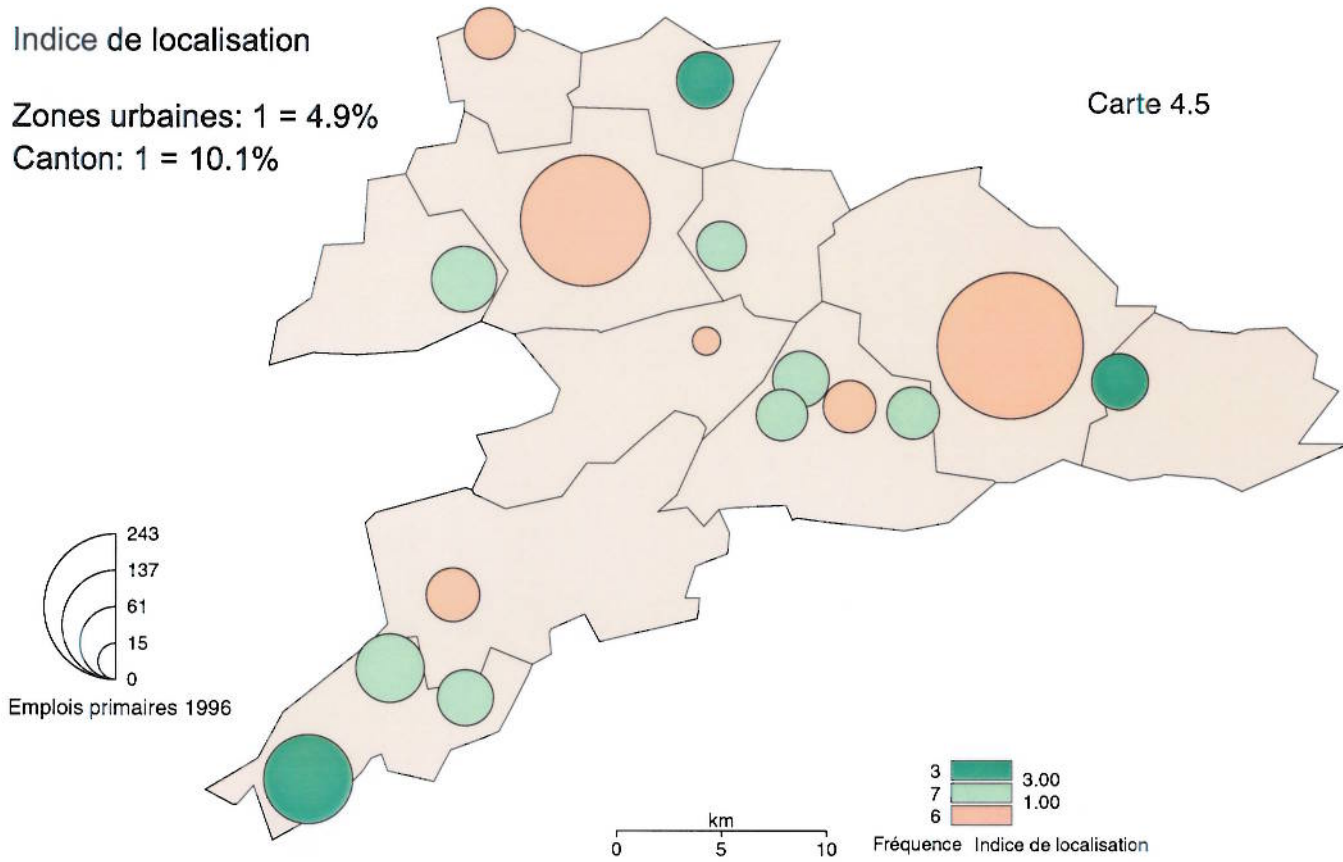 Indice de localisation
Zones urbaines: 1 = 4.9%
Canton: 1 = 10.1%
Carte 4.5
243
137
61
15
0
Emplois primaires 1996
km
0 5 10
3 3.00
7 1.00
6
Fréquence Indice de localisation